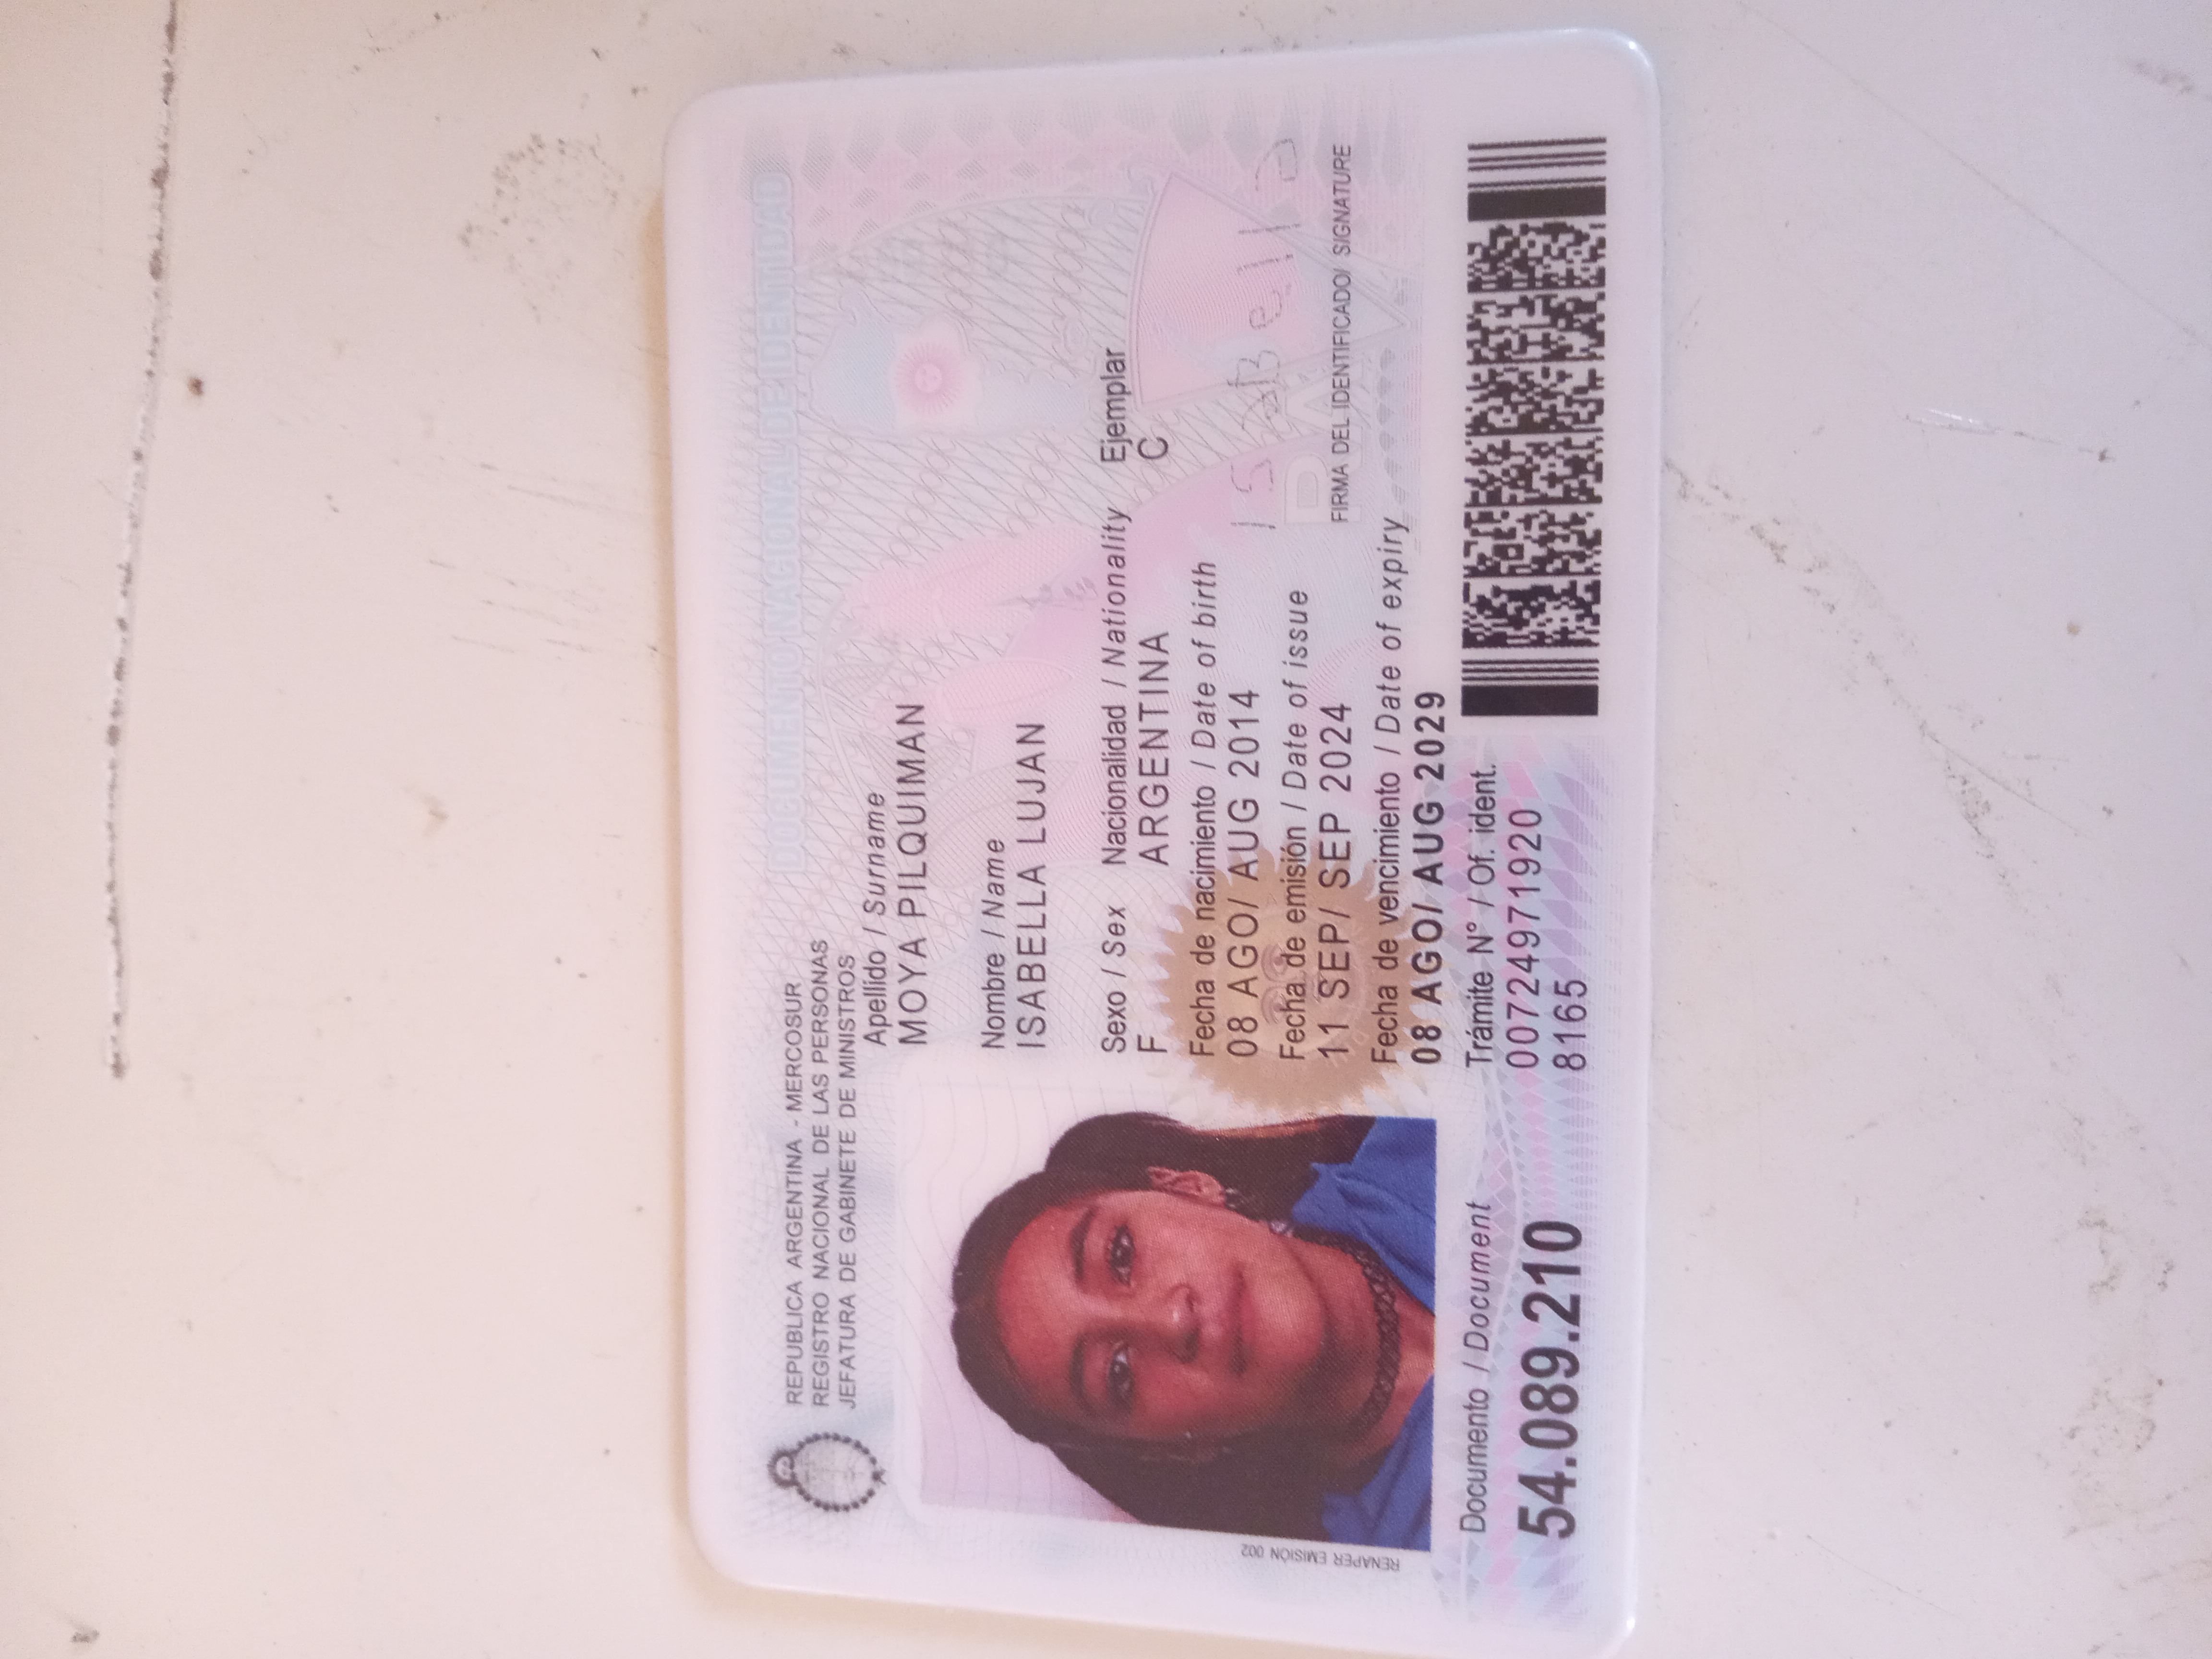 DOCUMENTO NACIONAL DE IDENTIDAD
REPUBLICA ARGENTINA - MERCOSUR
REGISTRO NACIONAL DE LAS PERSONAS
JEFATURA DE GABINETE DE MINISTROS
Apellido / Surname
MOYA PILQUIMAN
Nombre / Name
ISABELLA LUJAN
Sexo / Sex Nacionalidad / Nationality Ejemplar
F ARGENTINA C
Fecha de nacimiento / Date of birth
08 AGO/ AUG 2014
Fecha de emisión / Date of issue
11 SEP/ SEP 2024
ISaBella
RA
FIRMA DEL IDENTIFICADO/ SIGNATURE
Fecha de vencimiento / Date of expiry
08 AGO/ AUG 2029
RENAPER EMISIÓN 002
Documento / Document
54.089.210
Trámite N° / Of. ident.
00724971920
8165